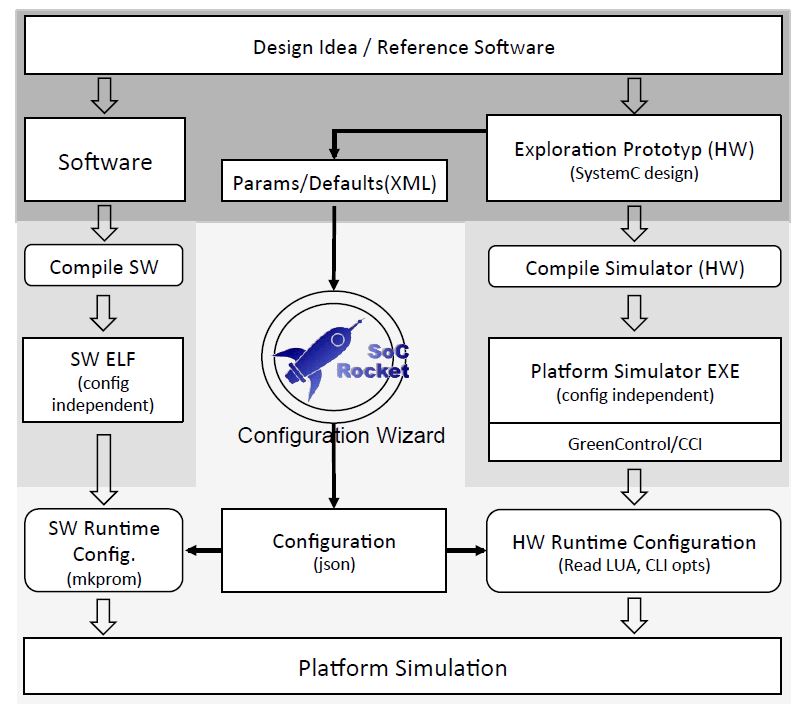 Design Idea / Reference Software
Software
Exploration Prototyp (HW)
(SystemC design)
Params/Defaults(XML)
Compile SW
Compile Simulator (HW)
SoC
Rocket
Configuration Wizard
SW ELF
(config
independent)
Platform Simulator EXE
(config independent)
GreenControl/CCI
SW Runtime
Config.
(mkprom)
Configuration
(json)
HW Runtime Configuration
(Read LUA, CLI opts)
Platform Simulation